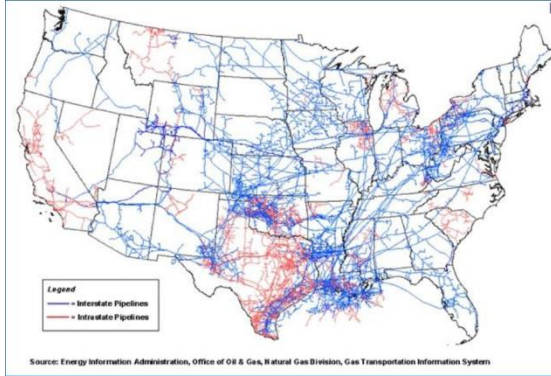 Legend
= Interstate Pipelines
= Intrastate Pipelines
Source: Energy Information Administration, Office of Oil & Gas, Natural Gas Division, Gas Transportation Information System